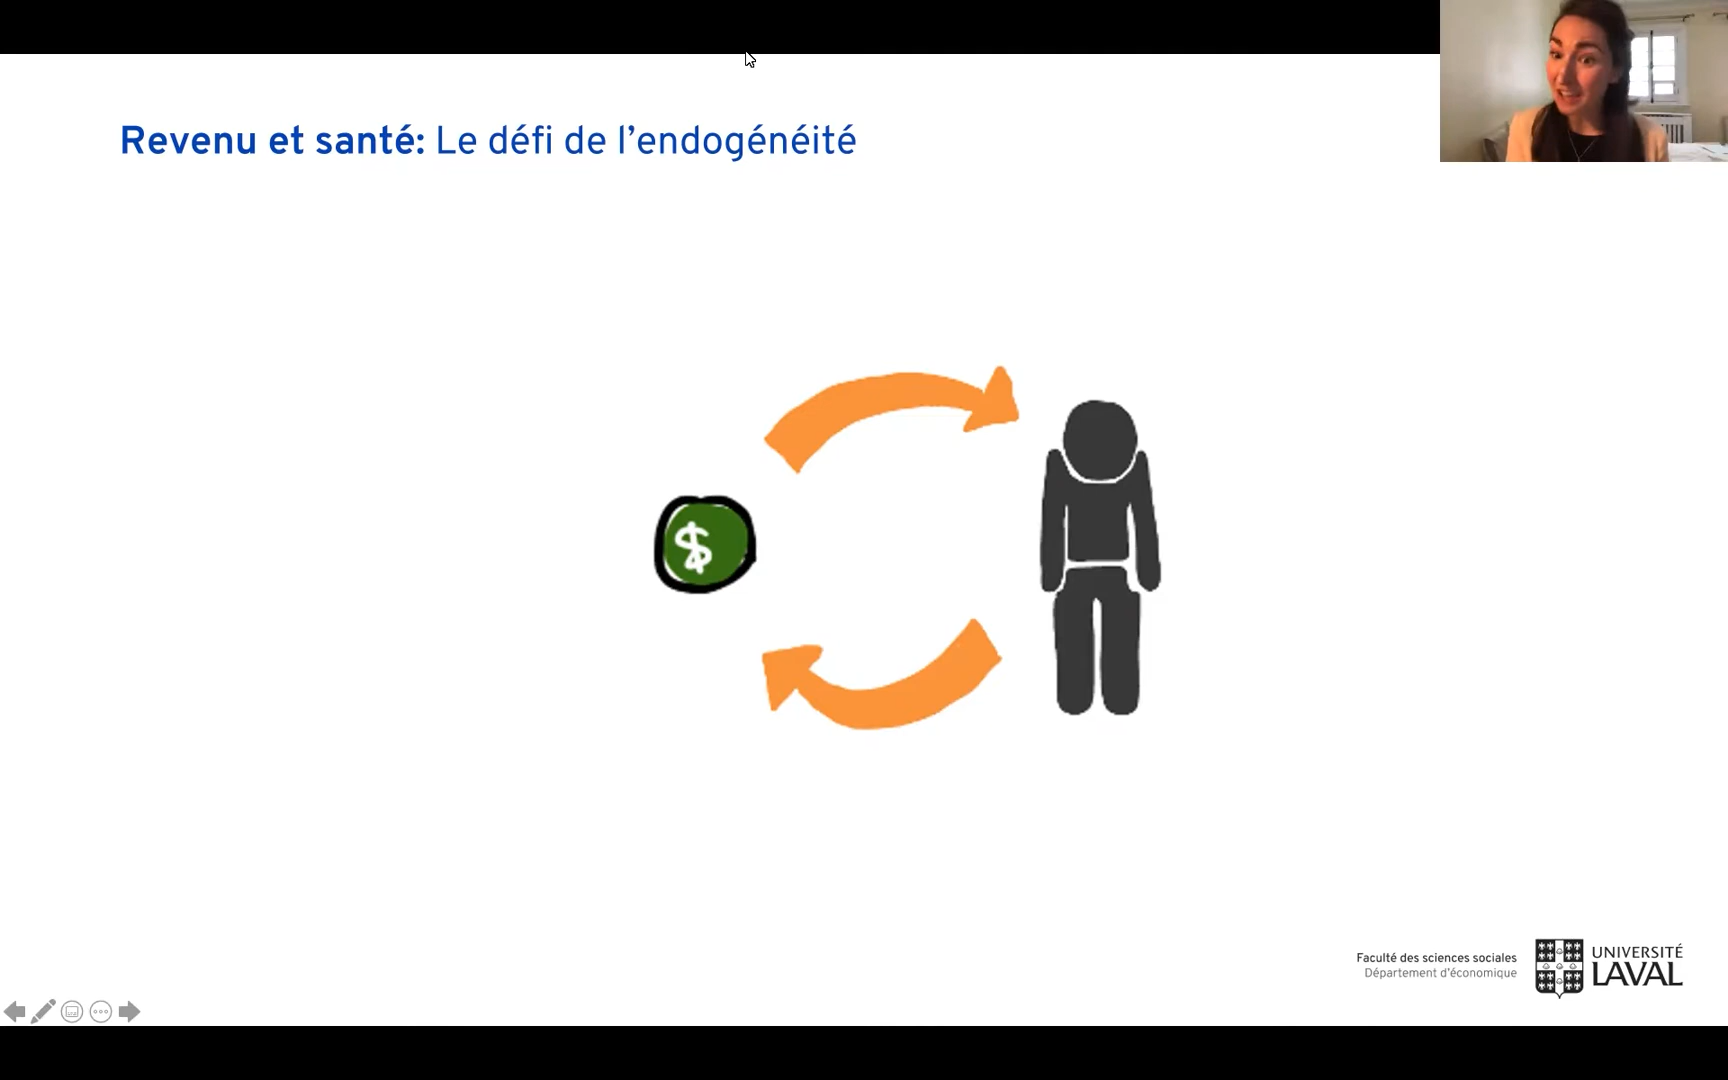 Revenu et santé: Le défi de l'endogénéité
$
Faculté des sciences sociales
Département d'économique
UNIVERSITÉ
LAVAL